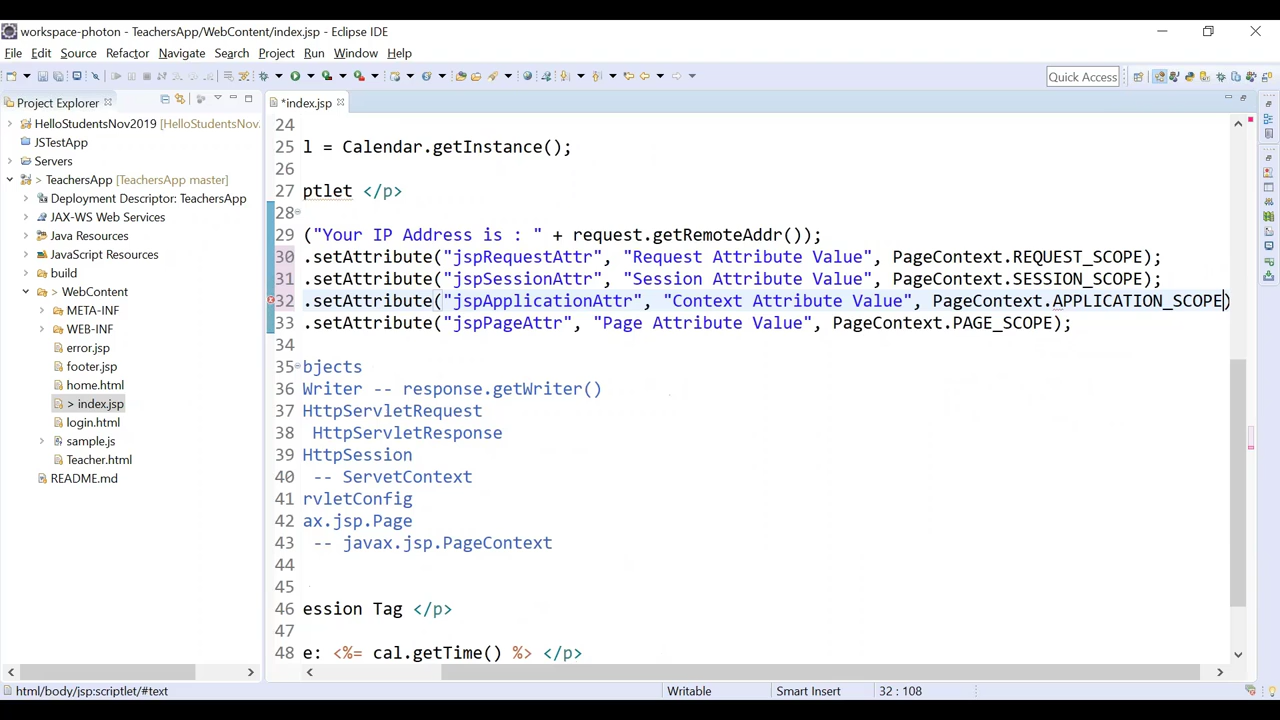 workspace-photon - TeachersApp/WebContent/index.jsp - Eclipse IDE
File Edit Source Refactor Navigate Search Project Run Window Help
Quick Access
Project Explorer
*index.jsp
HelloStudentsNov2019 [HelloStudentsNov.
JSTestApp
Servers
> TeachersApp [TeachersApp master]
Deployment Descriptor: TeachersApp
JAX-WS Web Services
Java Resources
JavaScript Resources
build
> WebContent
META-INF
WEB-INF
error.jsp
footer.jsp
home.html
> index.jsp
login.html
sample.js
Teacher.html
README.md
24
25 l = Calendar.getInstance();
26
27 ptlet </p>
28
29 ("Your IP Address is : " + request.getRemoteAddr());
30 .setAttribute("jspRequestAttr", "Request Attribute Value", PageContext.REQUEST_SCOPE);
31 .setAttribute("jspSessionAttr", "Session Attribute Value", PageContext.SESSION_SCOPE);
32 .setAttribute("jspApplicationAttr", "Context Attribute Value", PageContext.APPLICATION_SCOPE)
33 .setAttribute("jspPageAttr", "Page Attribute Value", PageContext.PAGE_SCOPE);
34
35 bjects
36 Writer -- response.getWriter()
37 HttpServletRequest
38 HttpServletResponse
39 HttpSession
40 -- ServetContext
41 rvletConfig
42 ax.jsp.Page
43 -- javax.jsp.PageContext
44
45
46 ession Tag </p>
47
48 e: <%= cal.getTime() %> </p>
html/body/jsp:scriptlet/#text
Writable
Smart Insert
32 : 108